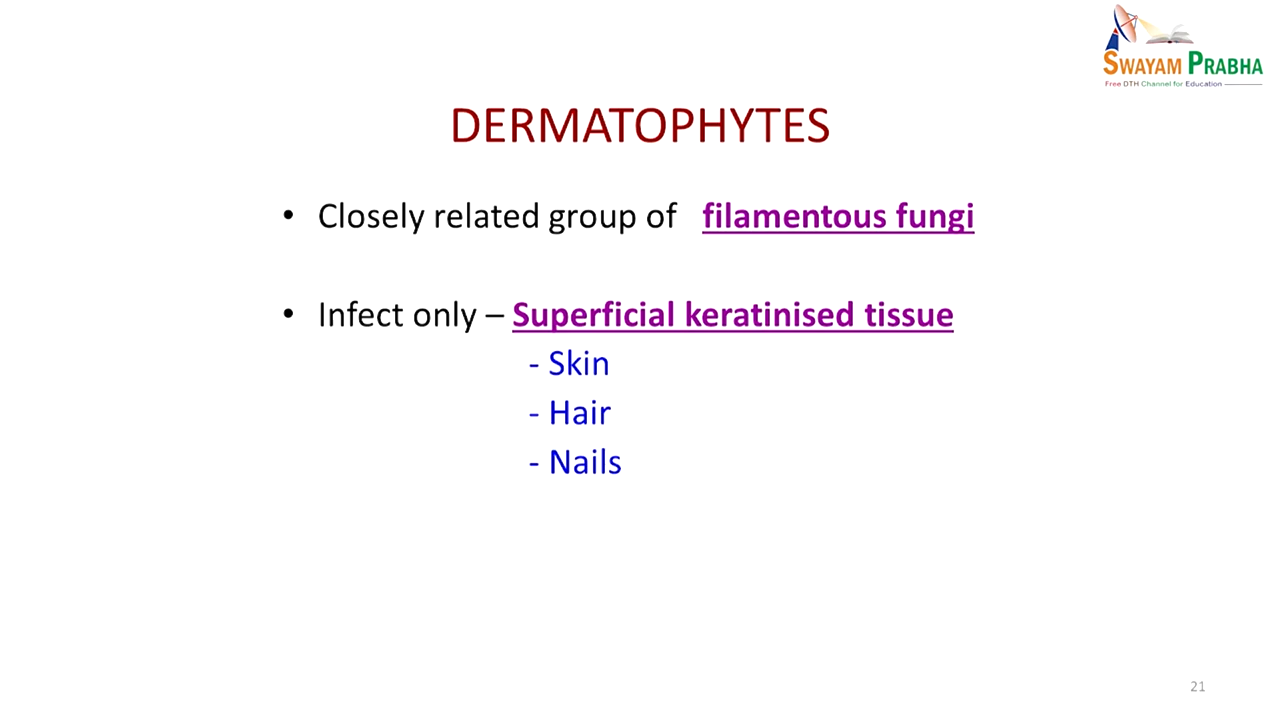 SWAYAM PRABHA
Free DTH Channel for Education
DERMATOPHYTES
• Closely related group of filamentous fungi
• Infect only – Superficial keratinised tissue
- Skin
- Hair
- Nails
21